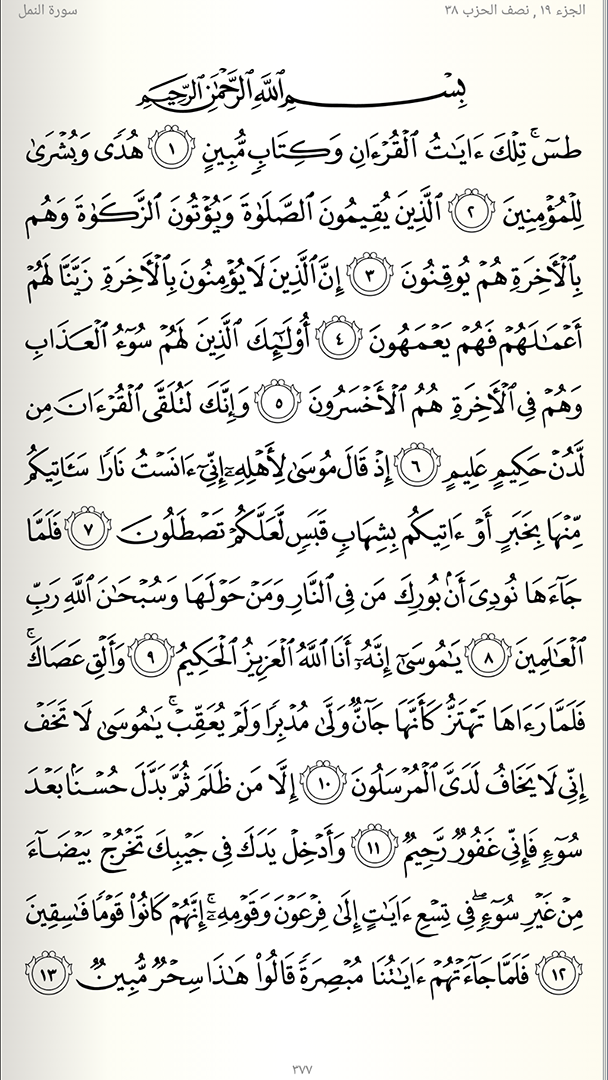 الجزء ١٩ , نصف الحزب ٣٨
سورة النمل
بِسْمِ ٱللَّهِ ٱلرَّحْمَٰنِ ٱلرَّحِيمِ
طسٓ ۚ تِلْكَ ءَايَٰتُ ٱلْقُرْءَانِ وَكِتَابٍ مُّبِينٍ ١ هُدًى وَبُشْرَىٰ
لِلْمُؤْمِنِينَ ٢ ٱلَّذِينَ يُقِيمُونَ ٱلصَّلَوٰةَ وَيُؤْتُونَ ٱلزَّكَوٰةَ وَهُم
بِٱلْءَاخِرَةِ هُمْ يُوقِنُونَ ٣ إِنَّ ٱلَّذِينَ لَا يُؤْمِنُونَ بِٱلْءَاخِرَةِ زَيَّنَّا لَهُمْ
أَعْمَٰلَهُمْ فَهُمْ يَعْمَهُونَ ٤ أُو۟لَٰٓئِكَ ٱلَّذِينَ لَهُمْ سُوٓءُ ٱلْعَذَابِ
وَهُمْ فِى ٱلْءَاخِرَةِ هُمُ ٱلْأَخْسَرُونَ ٥ وَإِنَّكَ لَتُلَقَّى ٱلْقُرْءَانَ مِن
لَّدُنْ حَكِيمٍ عَلِيمٍ ٦ إِذْ قَالَ مُوسَىٰ لِأَهْلِهِۦٓ إِنِّىٓ ءَانَسْتُ نَارًا سَـَٔاتِيكُم
مِّنْهَا بِخَبَرٍ أَوْ ءَاتِيكُم بِشِهَابٍ قَبَسٍ لَّعَلَّكُمْ تَصْطَلُونَ ٧ فَلَمَّا
جَآءَهَا نُودِىَ أَنۢ بُورِكَ مَن فِى ٱلنَّارِ وَمَنْ حَوْلَهَا وَسُبْحَٰنَ ٱللَّهِ رَبِّ
ٱلْعَٰلَمِينَ ٨ يَٰمُوسَىٰٓ إِنَّهُۥٓ أَنَا ٱللَّهُ ٱلْعَزِيزُ ٱلْحَكِيمُ ٩ وَأَلْقِ عَصَاكَ ۚ
فَلَمَّا رَءَاهَا تَهْتَزُّ كَأَنَّهَا جَآنٌّ وَلَّىٰ مُدْبِرًا وَلَمْ يُعَقِّبْ ۚ يَٰمُوسَىٰ لَا تَخَفْ
إِنِّى لَا يَخَافُ لَدَىَّ ٱلْمُرْسَلُونَ ١٠ إِلَّا مَن ظَلَمَ ثُمَّ بَدَّلَ حُسْنًۢا بَعْدَ
سُوٓءٍ فَإِنِّى غَفُورٌ رَّحِيمٌ ١١ وَأَدْخِلْ يَدَكَ فِى جَيْبِكَ تَخْرُجْ بَيْضَآءَ
مِنْ غَيْرِ سُوٓءٍ ۖ فِى تِسْعِ ءَايَٰتٍ إِلَىٰ فِرْعَوْنَ وَقَوْمِهِۦٓ ۚ إِنَّهُمْ كَانُوا۟ قَوْمًا فَٰسِقِينَ
١٢ فَلَمَّا جَآءَتْهُمْ ءَايَٰتُنَا مُبْصِرَةً قَالُوا۟ هَٰذَا سِحْرٌ مُّبِينٌ ١٣
٣٧٧